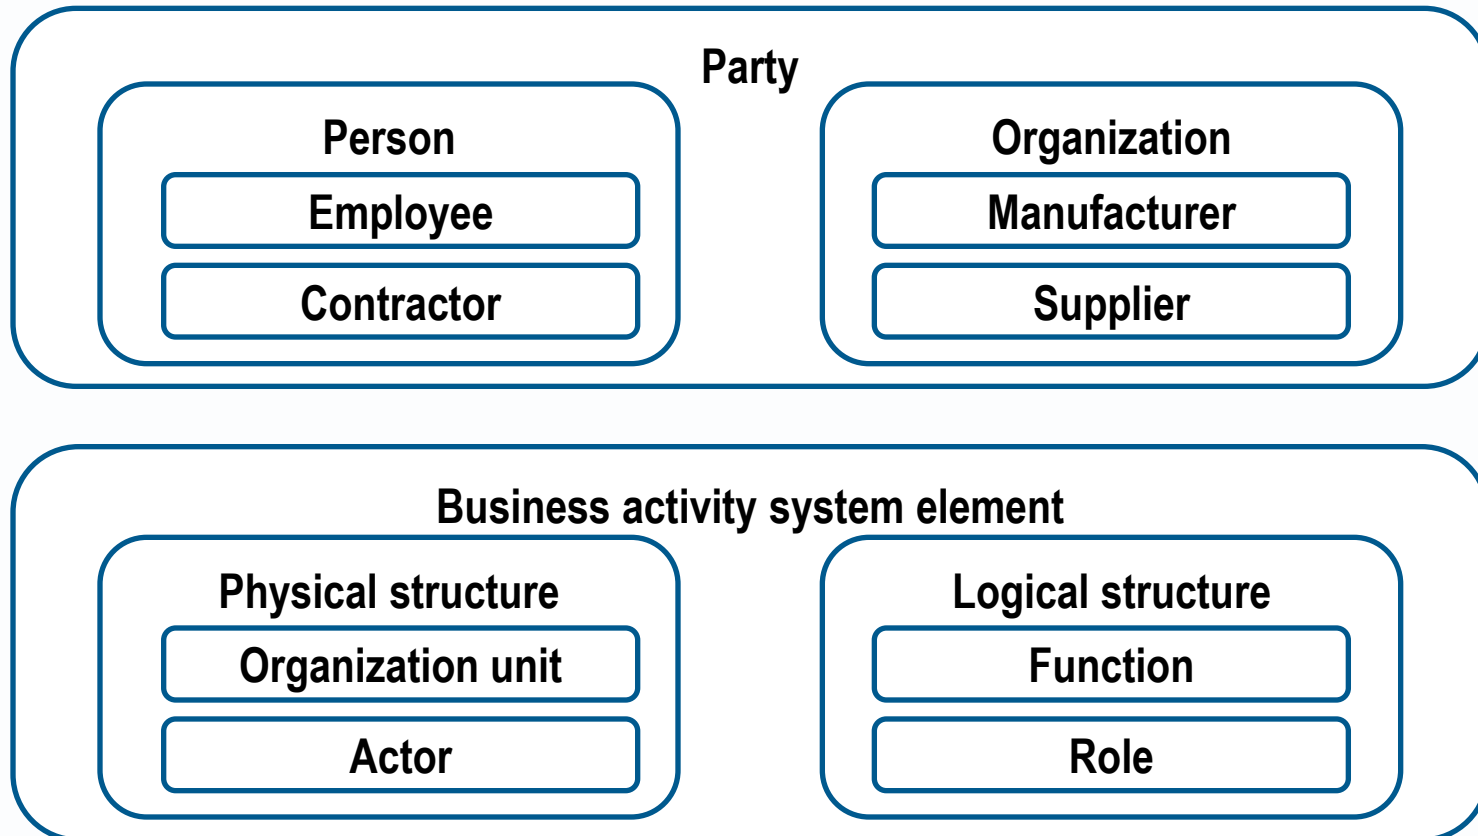 Party
Person
Employee
Contractor
Organization
Manufacturer
Supplier
Business activity system element
Physical structure
Organization unit
Actor
Logical structure
Function
Role